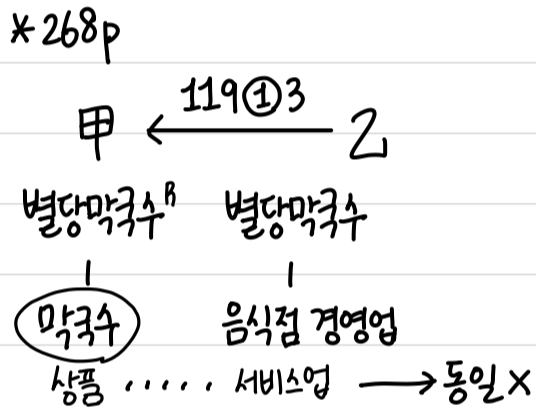 *268p
119①3
甲 ← 乙
별당막국수R 별당막국수
막국수 음식점 경영업
상품 ..... 서비스업 → 동일 X